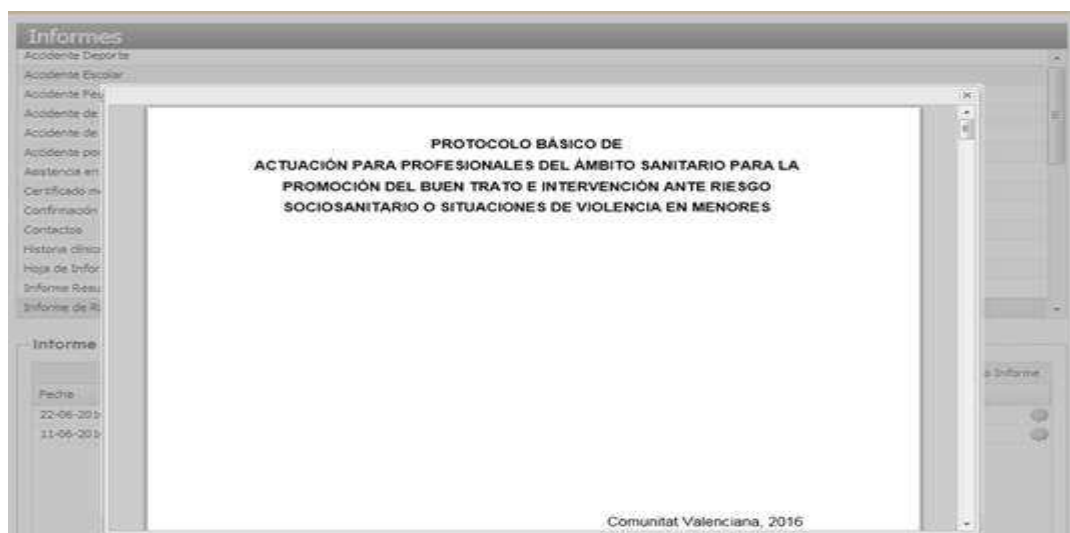 Informes
Accidente Deporte
Accidente Escolar
Accidente
Accidente de
Accidente de
Accidente por
Asistencia en
Certificado
Confirmación
Contactos
Historia
Hoja de Infor
Informe
Informe de
PROTOCOLO BÁSICO DE
ACTUACIÓN PARA PROFESIONALES DEL ÁMBITO SANITARIO PARA LA
PROMOCIÓN DEL BUEN TRATO E INTERVENCIÓN ANTE RIESGO
SOCIOSANITARIO O SITUACIONES DE VIOLENCIA EN MENORES
Comunitat Valenciana, 2016
Informe
Informe
Fecha
22-06-201
11-06-201